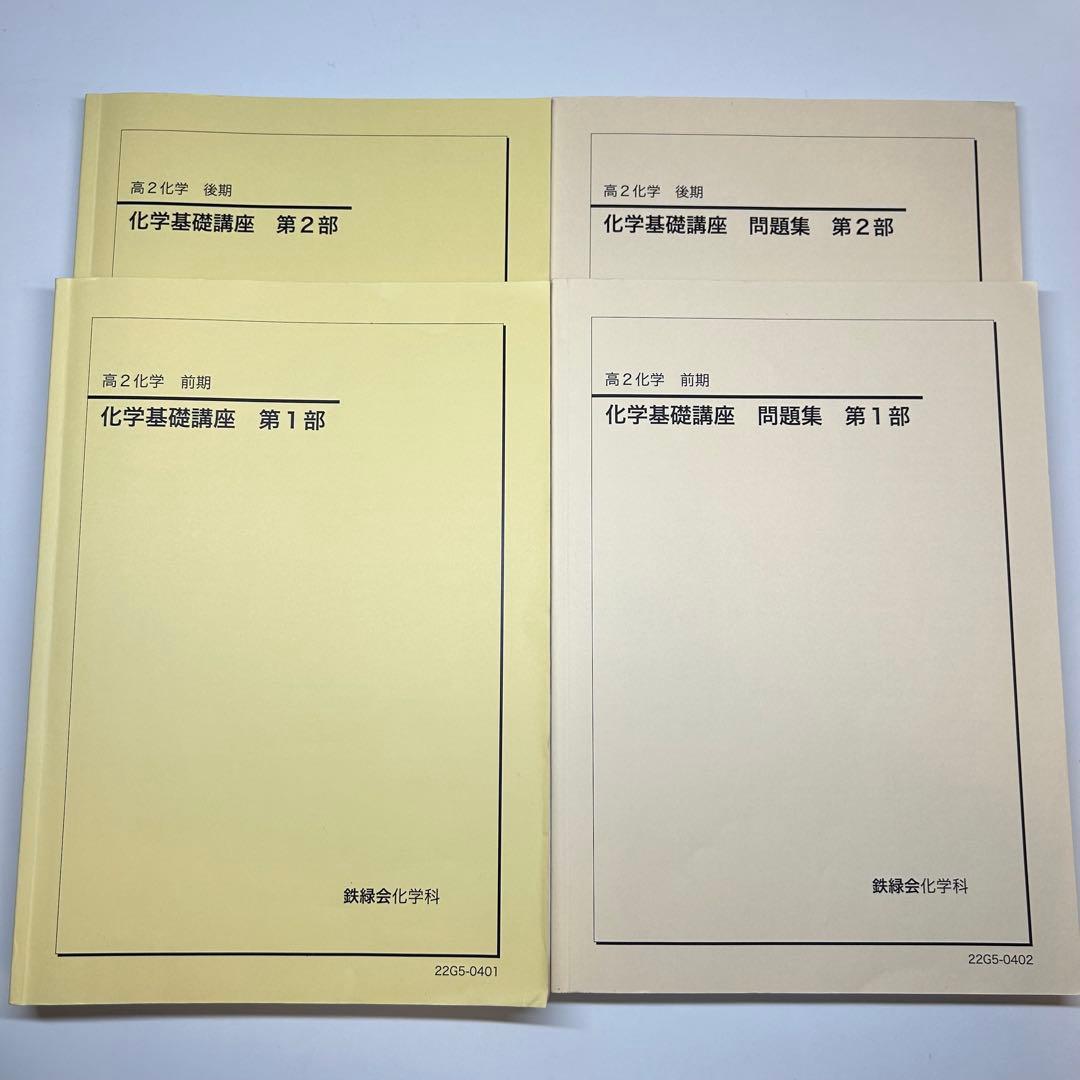 高2化学 後期
化学基礎講座 第2部
高2化学 後期
化学基礎講座 問題集 第2部
高2化学 前期
化学基礎講座 第1部
鉄緑会化学科
22G5-0401
高2化学 前期
化学基礎講座 問題集 第1部
鉄緑会化学科
22G5-0402